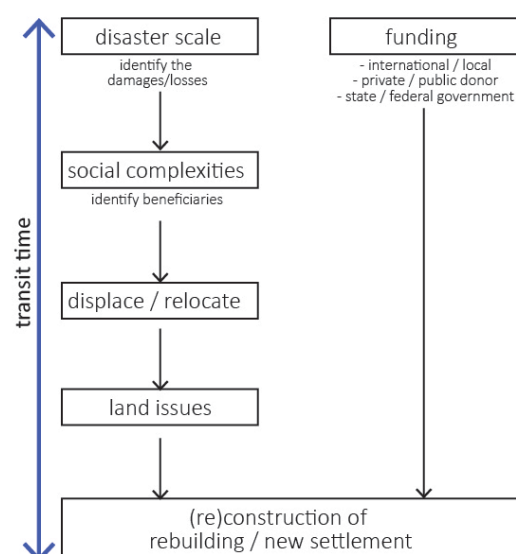 disaster scale
identify the
damages/losses
funding
- international / local
- private / public donor
- state / federal government
social complexities
identify beneficiaries
displace / relocate
land issues
(re)construction of
rebuilding / new settlement
transit time